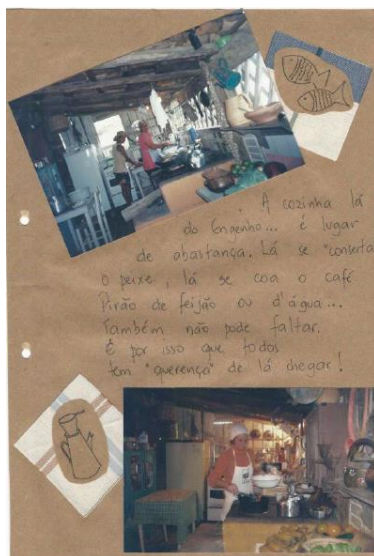 A cozinha lá
do Engenho... é lugar
de abastança. Lá se "conserta"
o peixe, lá se coa o café.
Pirão de feijão ou d'água...
Também não pode faltar.
É por isso que todos
tem "querença" de lá chegar!